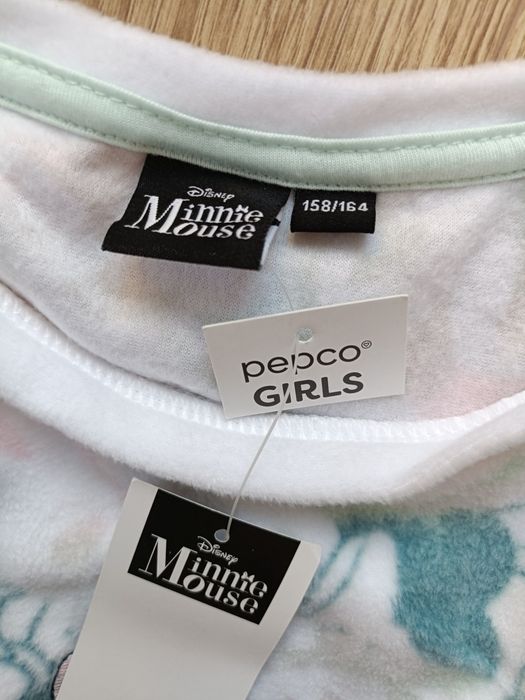 Disney
Minnie
Mouse
158/164
pepco®
GIRLS
Disney
Minnie
Mouse